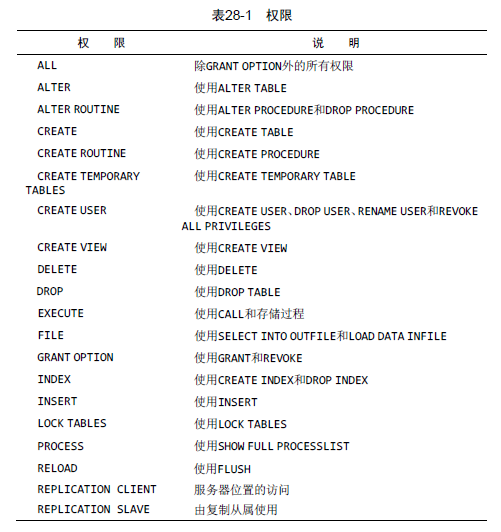 表28-1 权限
权 限 说 明
ALL 除GRANT OPTION外的所有权限
ALTER 使用ALTER TABLE
ALTER ROUTINE 使用ALTER PROCEDURE和DROP PROCEDURE
CREATE 使用CREATE TABLE
CREATE ROUTINE 使用CREATE PROCEDURE
CREATE TEMPORARY 使用CREATE TEMPORARY TABLE
TABLES
CREATE USER 使用CREATE USER、DROP USER、RENAME USER和REVOKE
ALL PRIVILEGES
CREATE VIEW 使用CREATE VIEW
DELETE 使用DELETE
DROP 使用DROP TABLE
EXECUTE 使用CALL和存储过程
FILE 使用SELECT INTO OUTFILE和LOAD DATA INFILE
GRANT OPTION 使用GRANT和REVOKE
INDEX 使用CREATE INDEX和DROP INDEX
INSERT 使用INSERT
LOCK TABLES 使用LOCK TABLES
PROCESS 使用SHOW FULL PROCESSLIST
RELOAD 使用FLUSH
REPLICATION CLIENT 服务器位置的访问
REPLICATION SLAVE 由复制从属使用